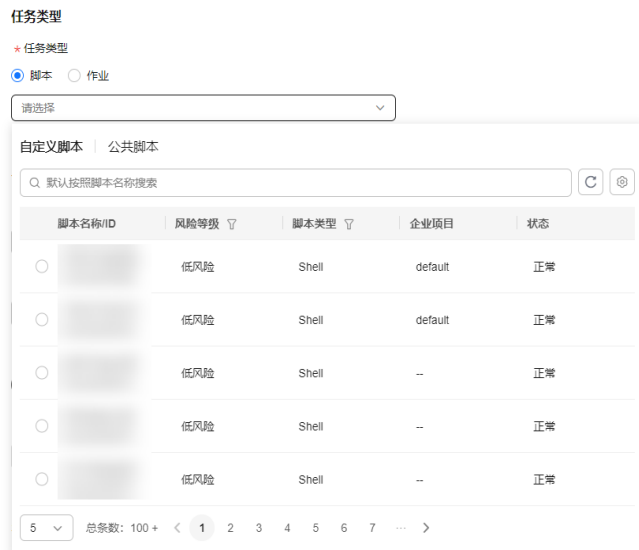 任务类型
* 任务类型
脚本 作业
请选择
自定义脚本 公共脚本
默认按照脚本名称搜索
脚本名称/ID 风险等级 脚本类型 企业项目 状态
低风险 Shell default 正常
低风险 Shell default 正常
低风险 Shell -- 正常
低风险 Shell -- 正常
低风险 Shell -- 正常
5 总条数：100 + 1 2 3 4 5 6 7 ...